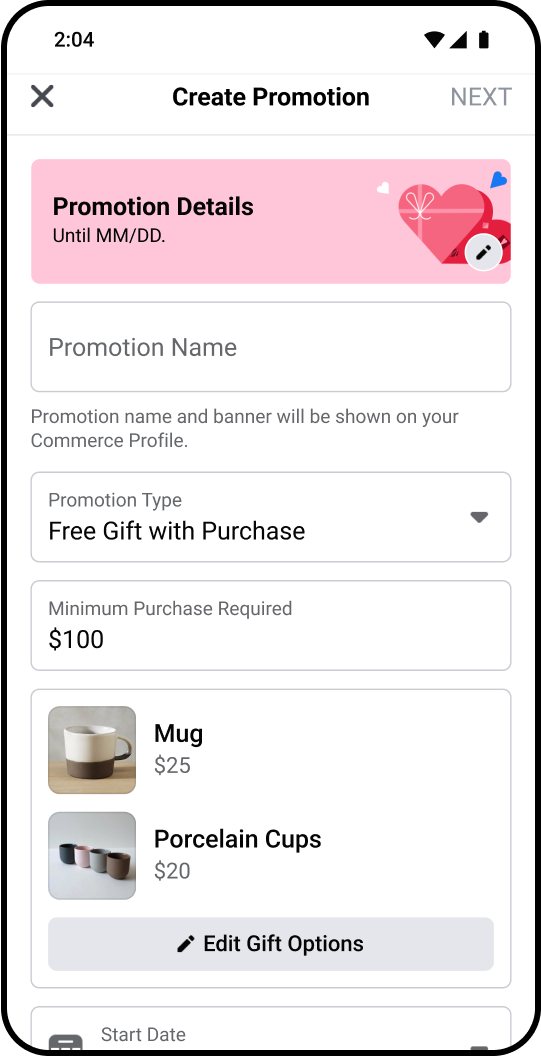 2:04
Create Promotion
NEXT
Promotion Details
Until MM/DD.
Promotion Name
Promotion name and banner will be shown on your
Commerce Profile.
Promotion Type
Free Gift with Purchase
Minimum Purchase Required
$100
Mug
$25
Porcelain Cups
$20
Edit Gift Options
Start Date